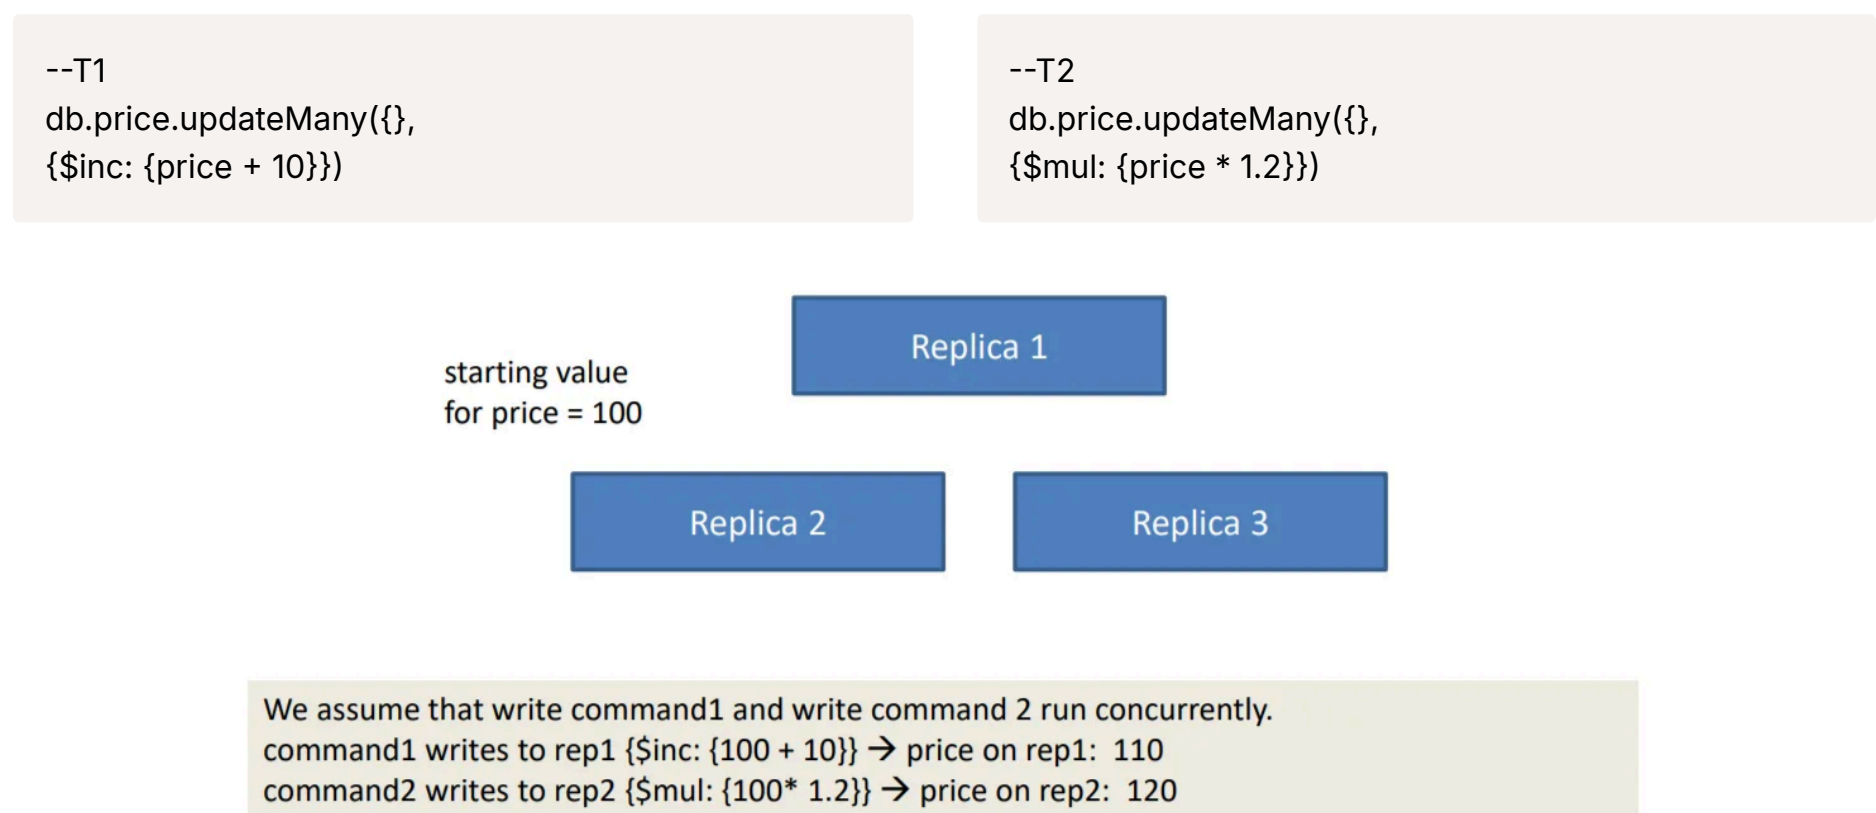 --T1
db.price.updateMany({},
{$inc: {price + 10}})
--T2
db.price.updateMany({},
{$mul: {price * 1.2}})
Replica 1
starting value
for price = 100
Replica 2
Replica 3
We assume that write command1 and write command 2 run concurrently.
command1 writes to rep1 {$inc: {100 + 10}} → price on rep1: 110
command2 writes to rep2 {$mul: {100* 1.2}} → price on rep2: 120